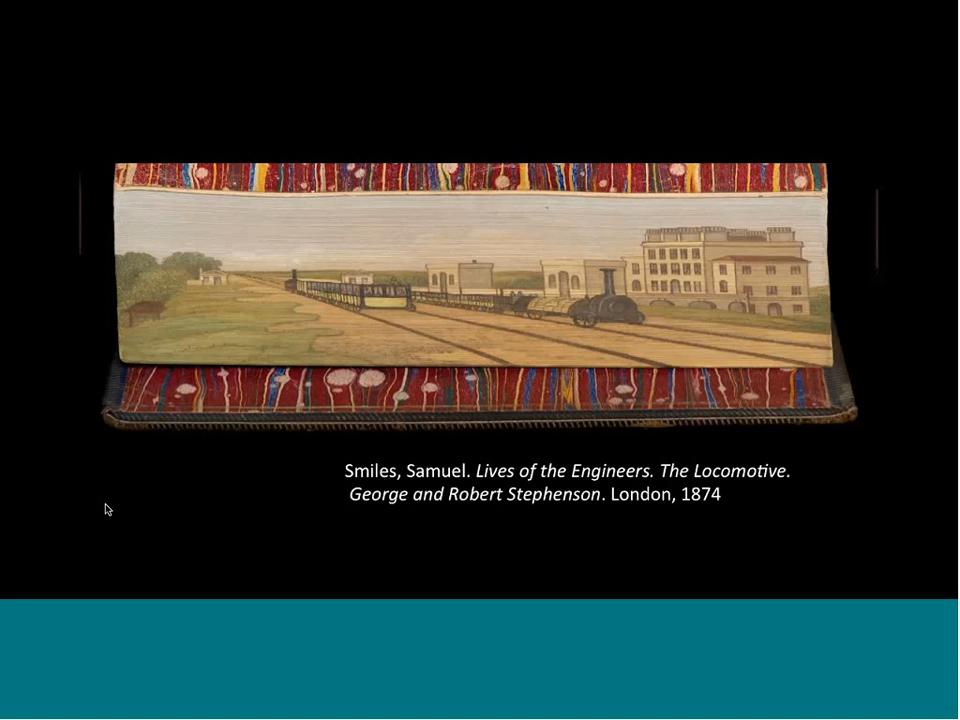 Smiles, Samuel. Lives of the Engineers. The Locomotive.
George and Robert Stephenson. London, 1874